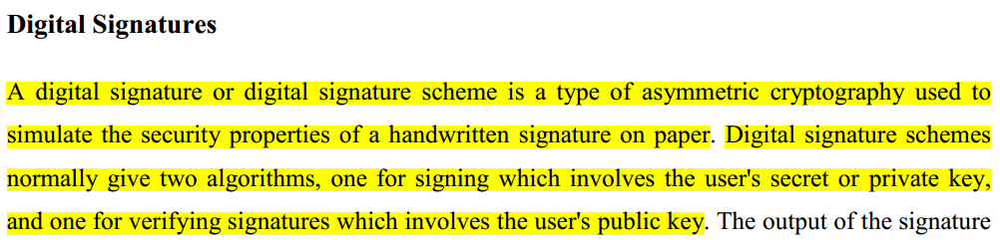 Digital Signatures
A digital signature or digital signature scheme is a type of asymmetric cryptography used to
simulate the security properties of a handwritten signature on paper. Digital signature schemes
normally give two algorithms, one for signing which involves the user's secret or private key,
and one for verifying signatures which involves the user's public key. The output of the signature